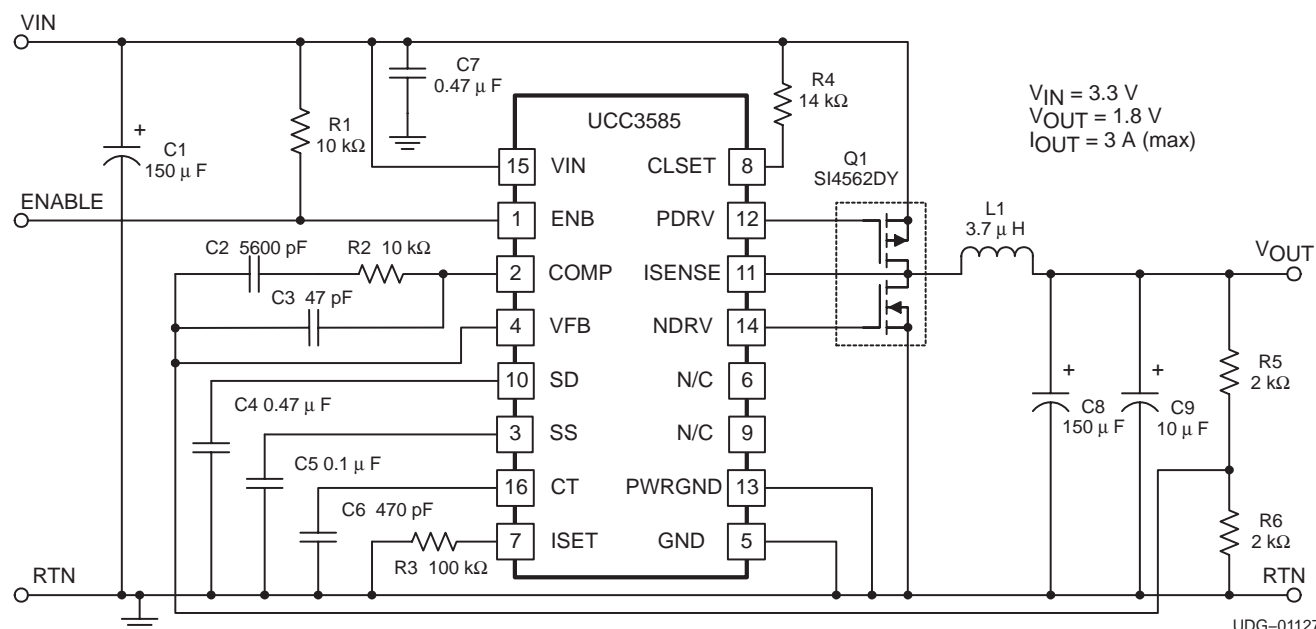 VIN
C7
0.47 μ F
R4
14 kΩ
VIN = 3.3 V
VOUT = 1.8 V
IOUT = 3 A (max)
UCC3585
R1
10 kΩ
+
C1
150 μ F
Q1
SI4562DY
15 VIN CLSET 8
ENABLE
1 ENB PDRV 12
L1
3.7 μ H
C2 5600 pF R2 10 kΩ
2 COMP ISENSE 11
VOUT
C3 47 pF
4 VFB NDRV 14
10 SD N/C 6
+
+
R5
2 kΩ
C4 0.47 μ F
C8
150 μ F
C9
10 μ F
3 SS N/C 9
C5 0.1 μ F
16 CT PWRGND 13
C6 470 pF
R6
2 kΩ
7 ISET GND 5
R3 100 kΩ
RTN
RTN
UDG–01127